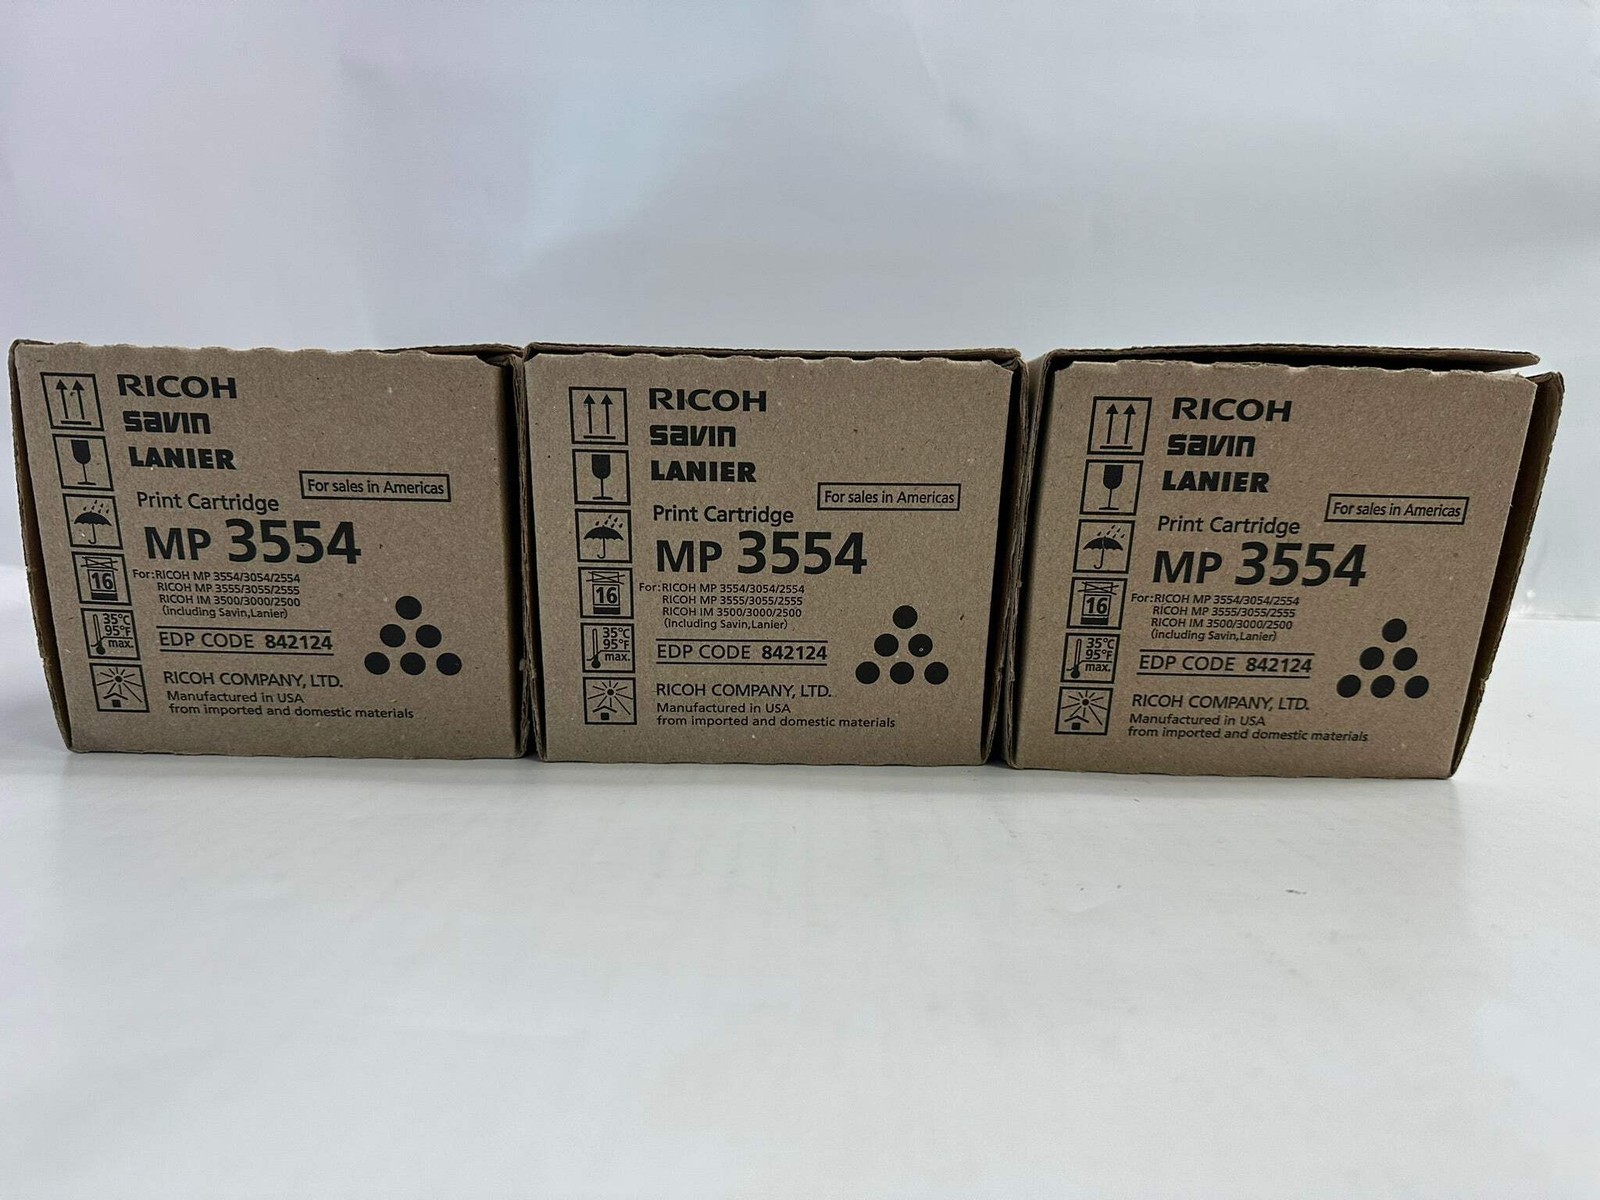 RICOH
savin
LANIER
For sales in Americas
Print Cartridge
MP 3554
For:RICOH MP 3554/3054/2554
RICOH MP 3555/3055/2555
RICOH IM 3500/3000/2500
(including Savin,Lanier)
EDP CODE 842124
RICOH COMPANY, LTD.
Manufactured in USA
from imported and domestic materials
16
35°C
95°F
max.
RICOH
savin
LANIER
For sales in Americas
Print Cartridge
MP 3554
For:RICOH MP 3554/3054/2554
RICOH MP 3555/3055/2555
RICOH IM 3500/3000/2500
(including Savin,Lanier)
EDP CODE 842124
RICOH COMPANY, LTD.
Manufactured in USA
from imported and domestic materials
16
35°C
95°F
max.
RICOH
savin
LANIER
For sales in Americas
Print Cartridge
MP 3554
For:RICOH MP 3554/3054/2554
RICOH MP 3555/3055/2555
RICOH IM 3500/3000/2500
(including Savin,Lanier)
EDP CODE 842124
RICOH COMPANY, LTD.
Manufactured in USA
from imported and domestic materials
16
35°C
95°F
max.